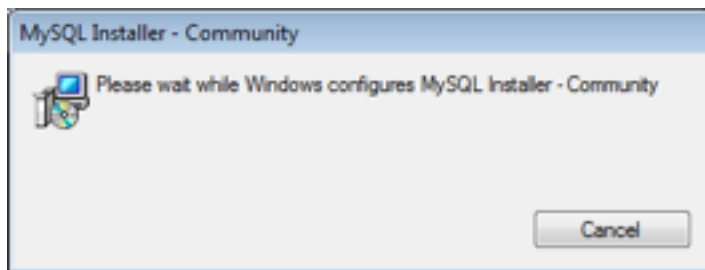 MySQL Installer - Community
Please wait while Windows configures MySQL Installer - Community
Cancel